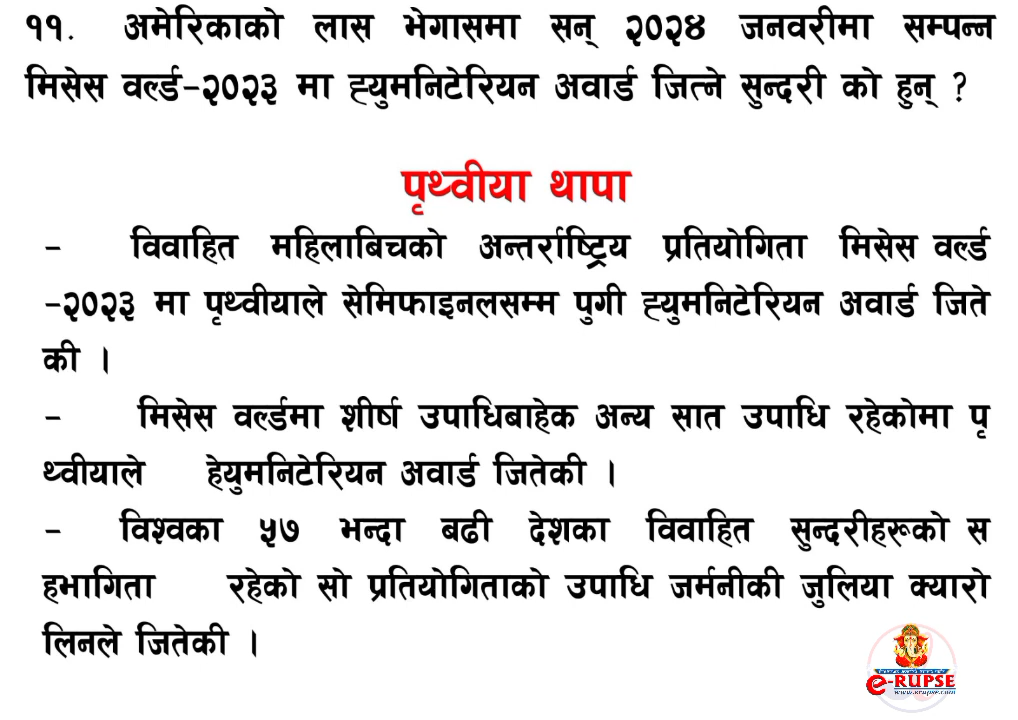 ११. अमेरिकाको लास भेगासमा सन् २०२४ जनवरीमा सम्पन्न
मिसेस वर्ल्ड-२०२३ मा ह्युमनिटेरियन अवार्ड जित्ने सुन्दरी को हुन् ?
पृथ्वीया थापा
- विवाहित महिलाबिचको अन्तर्राष्ट्रिय प्रतियोगिता मिसेस वर्ल्ड
-२०२३ मा पृथ्वीयाले सेमिफाइनलसम्म पुगी ह्युमनिटेरियन अवार्ड जिते
की ।
- मिसेस वर्ल्डमा शीर्ष उपाधिबाहेक अन्य सात उपाधि रहेकोमा पृ
थ्वीयाले हेयुमनिटेरियन अवार्ड जितेकी ।
- विश्वका ५७ भन्दा बढी देशका विवाहित सुन्दरीहरूको स
हभागिता रहेको सो प्रतियोगिताको उपाधि जर्मनीकी जुलिया क्यारो
लिनले जितेकी ।
e-RUPSE